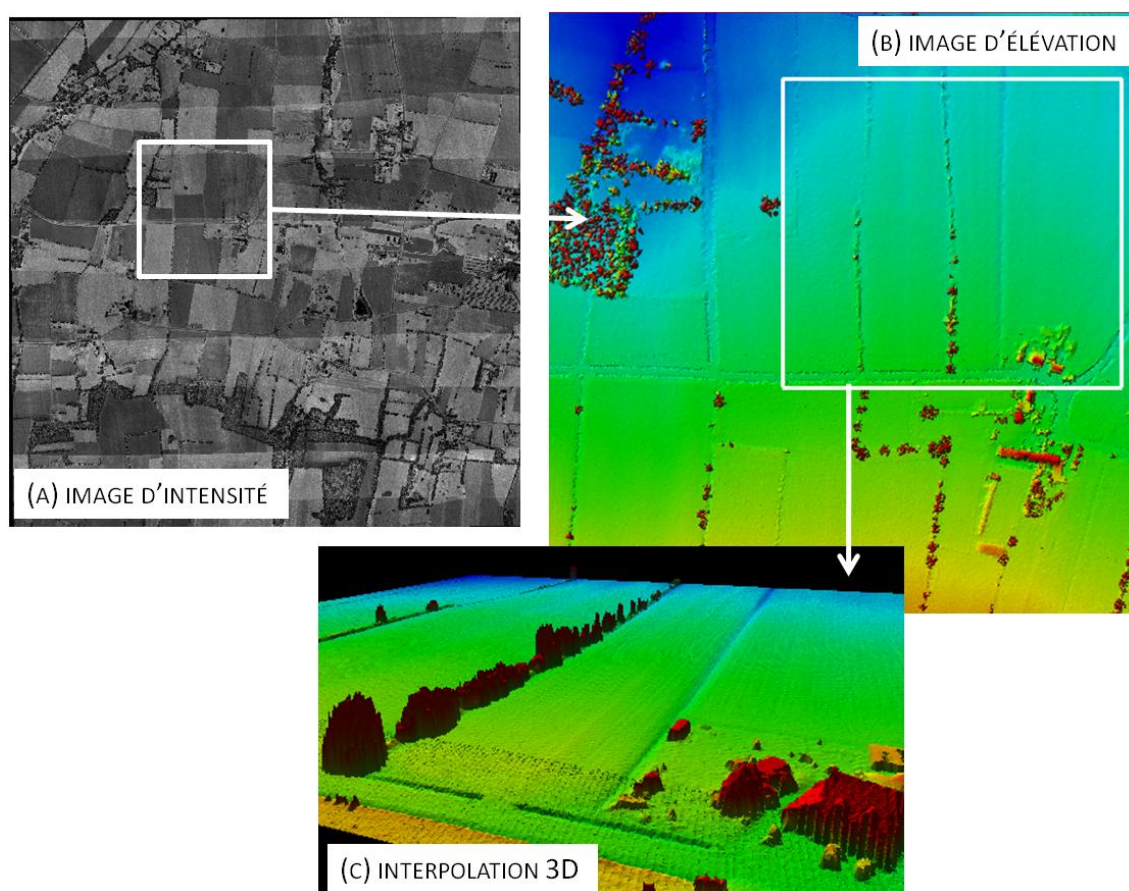 (B) IMAGE D'ÉLÉVATION
(A) IMAGE D'INTENSITÉ
(C) INTERPOLATION 3D